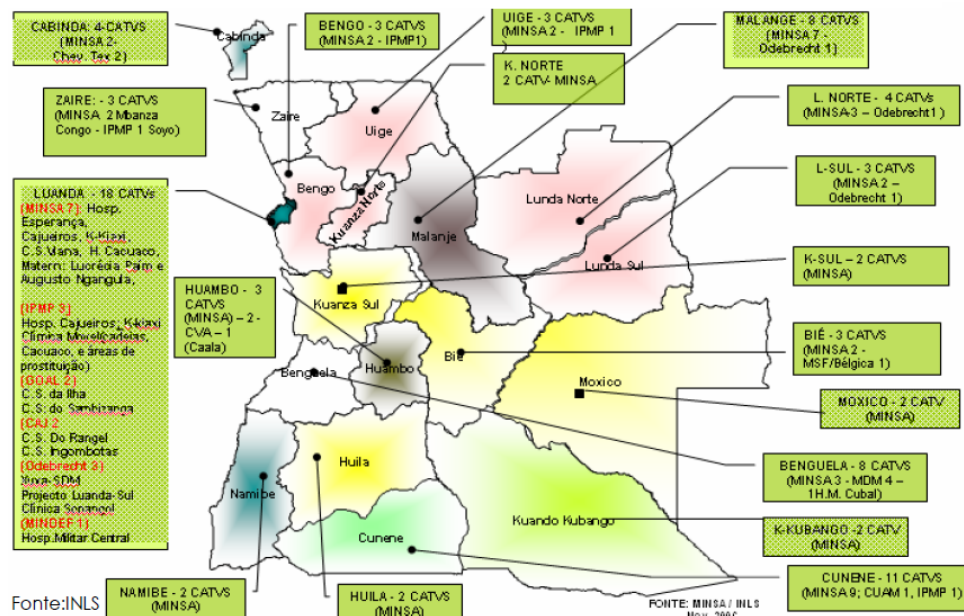 CABINDA: 4-CATVS
(MINSA 2-
Chev. Tex 2)
BENGO - 3 CATVS
(MINSA 2 - IPMP1)
UIGE - 3 CATVS
(MINSA 2 - IPMP 1
MALANGE - 8 CATVS
(MINSA 7 -
Odebrecht 1)
K. NORTE
2 CATV- MINSA
ZAIRE: - 3 CATVS
(MINSA 2 Mbanza
Congo - IPMP 1 Soyo)
L. NORTE - 4 CATVs
(MINSA-3 – Odebrecht1 )
L-SUL - 3 CATVS
(MINSA 2 –
Odebrecht 1)
LUANDA - 18 CATVs
(MINSA 7): Hosp.
Esperança,
Cajueiros, K-Kiaxi,
C.S.Viana, H. Cacuaco,
Matern: Lucrécia Paim e
Augusto Ngangula,
(IPMP 3)
Hosp. Cajueiros, K-kiaxi
Clínica
Cacuaco, e áreas de
prostituição)
(GOAL 2)
C.S. da Ilha
C.S. do Sambizanga
(CAJ 2
C.S. Do Rangel
C.S. Ingombotas
(Odebrecht 3)
Projecto Luanda-Sul
Clinica Sonangol
(MINDEF 1)
Hosp.Militar Central
K-SUL – 2 CATVS
(MINSA)
HUAMBO - 3
CATVS
(MINSA) – 2 -
CVA – 1
(Caala)
BIÉ - 3 CATVS
(MINSA 2 -
MSF/Bélgica 1)
MOXICO - 2 CATV
(MINSA)
BENGUELA - 8 CATVS
(MINSA 3 - MDM 4 –
1H.M. Cubal)
K-KUBANGO -2 CATV
(MINSA)
CUNENE - 11 CATVS
(MINSA 9; CUAM 1, IPMP 1)
NAMIBE - 2 CATVS
(MINSA)
HUILA - 2 CATVS
(MINSA)
Cabinda
Zaire
Uige
Bengo
Kuanza Norte
Malanje
Lunda Norte
Lunda Sul
Kuanza Sul
Benguela
Huambo
Bié
Moxico
Namibe
Huila
Cunene
Kuando Kubango
Fonte:INLS
FONTE: MINSA / INLS